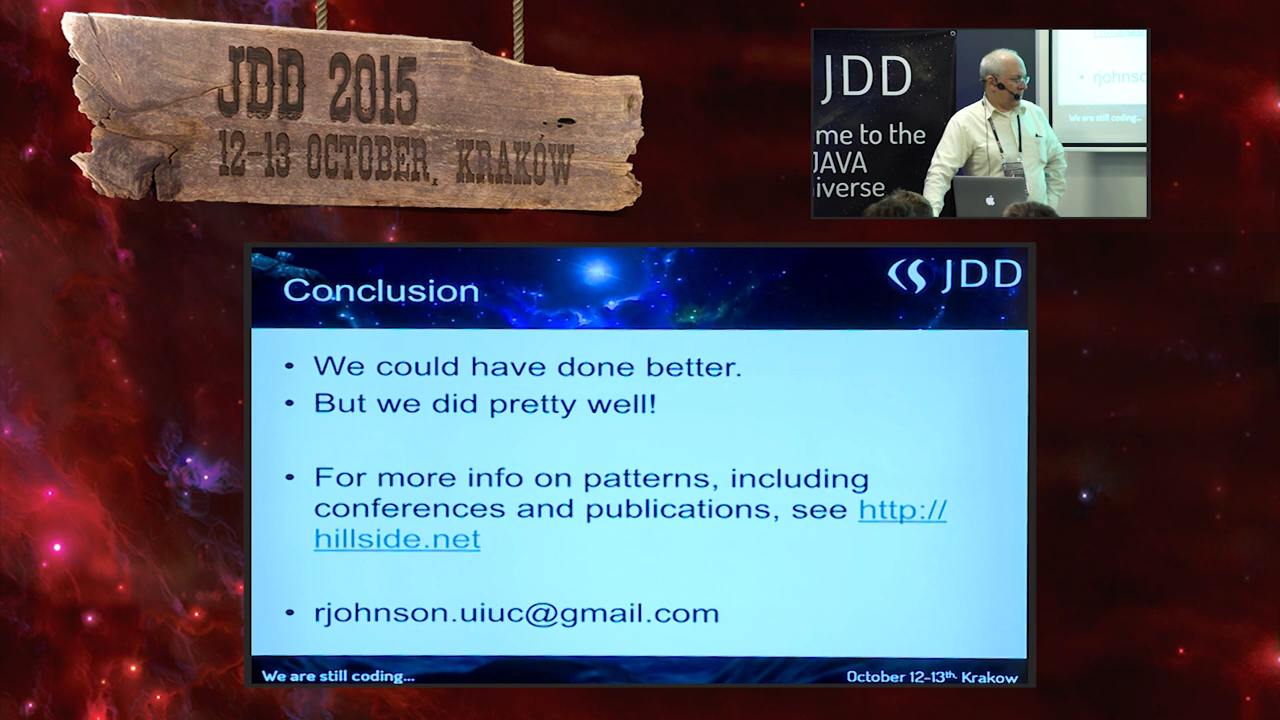 JDD 2015
12-13 OCTOBER, KRAKÓW
JDD
me to the
JAVA
iverse
rjohnso
We are still coding...
Conclusion
JDD
• We could have done better.
• But we did pretty well!
• For more info on patterns, including
conferences and publications, see http://
hillside.net
• rjohnson.uiuc@gmail.com
We are still coding...
October 12-13th, Krakow